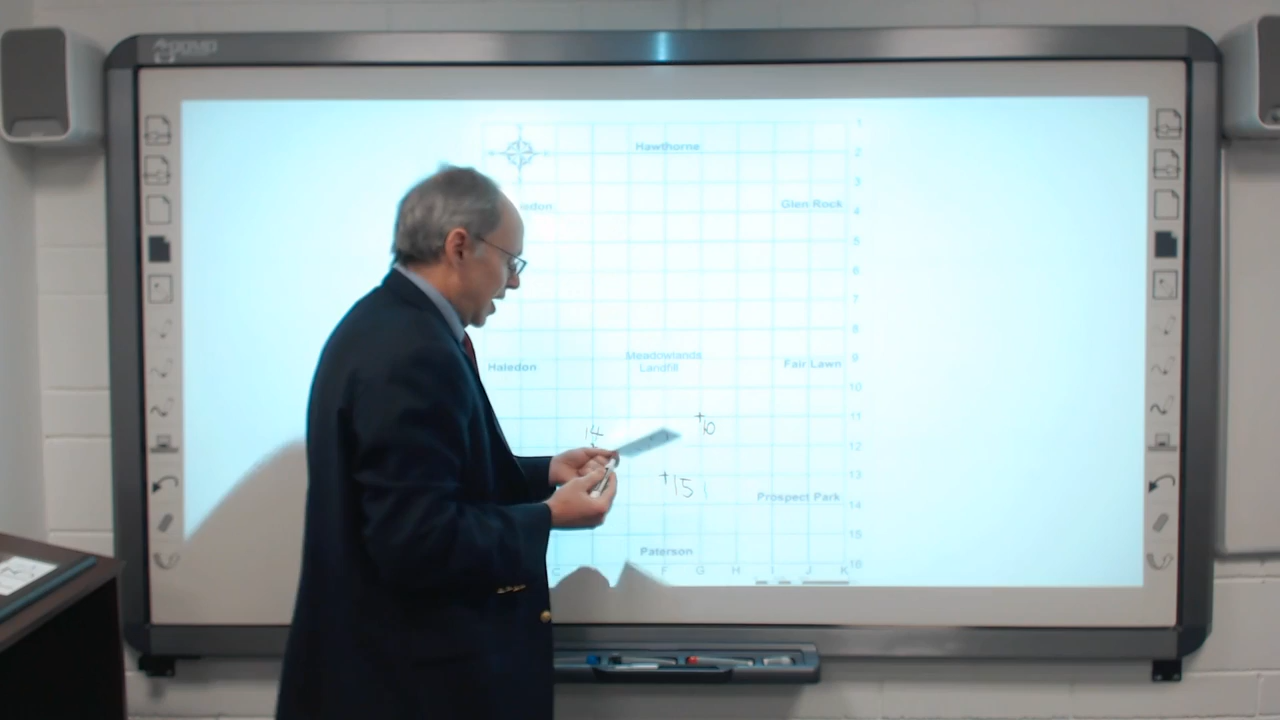 1
Hawthorne
2
3
ledon
Glen Rock
4
5
6
7
8
Meadowlands
9
Haledon
Landfill
Fair Lawn
10
11
+10
14
12
13
+151
Prospect Park
14
15
Paterson
16
C F G H I J K